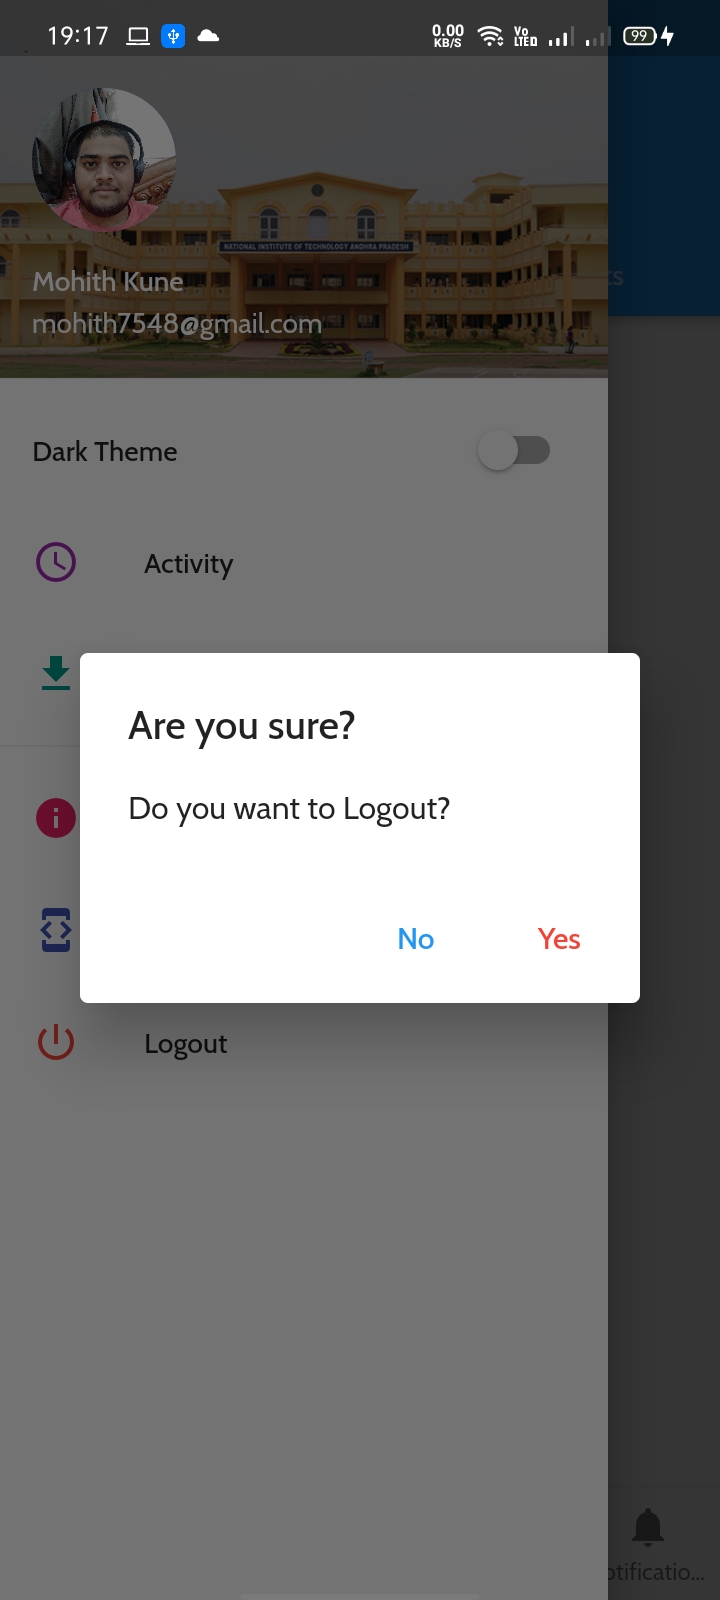 19:17
0.00
KB/S
Vo
LTE
99
NATIONAL INSTITUTE OF TECHNOLOGY ANDHRA PRADESH
Mohith Kune
mohith7548@gmail.com
Dark Theme
Activity
Are you sure?
Do you want to Logout?
No
Yes
Logout
otificatio...